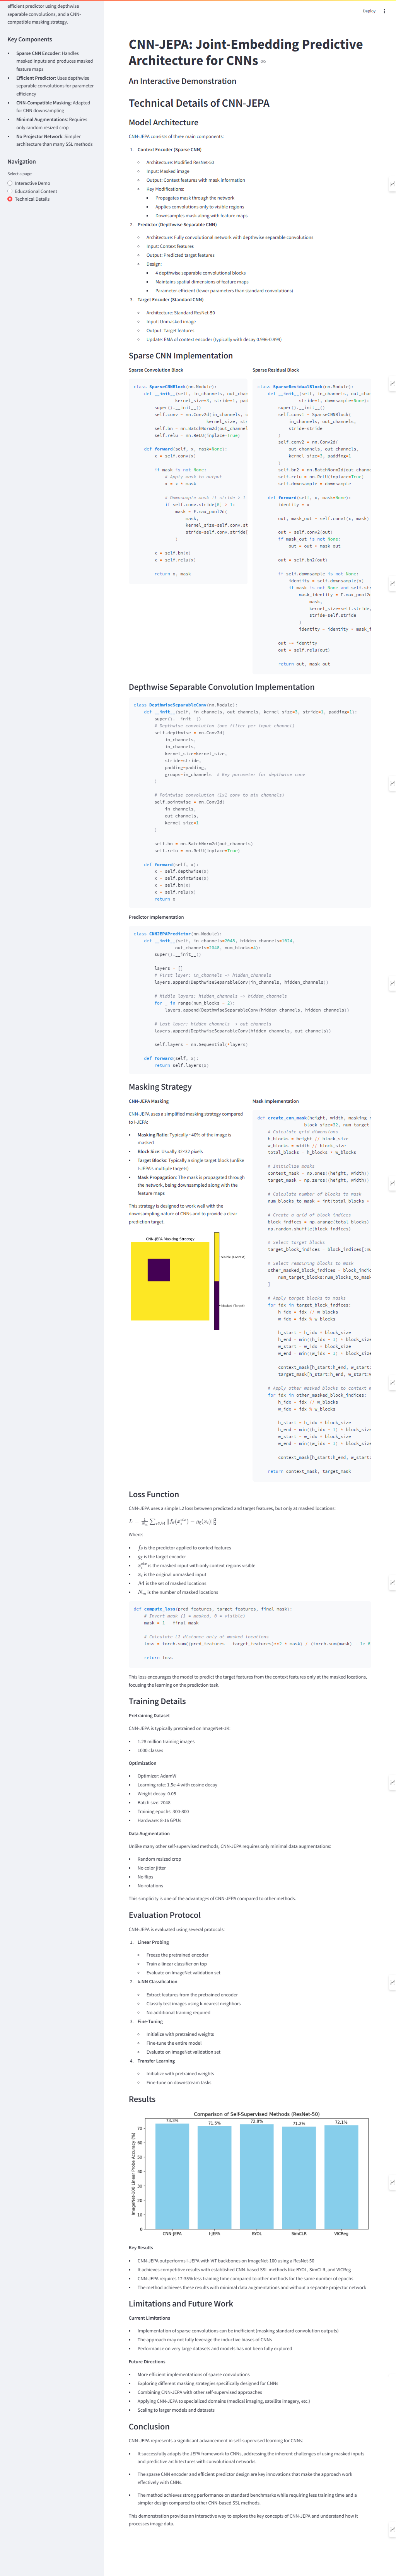 efficient predictor using depthwise
separable convolutions, and a CNN-
compatible masking strategy.
Key Components
Sparse CNN Encoder: Handles
masked inputs and produces masked
feature maps
Efficient Predictor: Uses depthwise
separable convolutions for parameter
efficiency
CNN-Compatible Masking: Adapted
for CNN downsampling
Minimal Augmentations: Requires
only random resized crop
No Projector Network: Simpler
architecture than many SSL methods
Navigation
Select a page:
Interactive Demo
Educational Content
Technical Details
Deploy
CNN-JEPA: Joint-Embedding Predictive
Architecture for CNNs
An Interactive Demonstration
Technical Details of CNN-JEPA
Model Architecture
CNN-JEPA consists of three main components:
1. Context Encoder (Sparse CNN)
Architecture: Modified ResNet-50
Input: Masked image
Output: Context features with mask information
Key Modifications:
Propagates mask through the network
Applies convolutions only to visible regions
Downsamples mask along with feature maps
2. Predictor (Depthwise Separable CNN)
Architecture: Fully convolutional network with depthwise separable convolutions
Input: Context features
Output: Predicted target features
Design:
4 depthwise separable convolutional blocks
Maintains spatial dimensions of feature maps
Parameter-efficient (fewer parameters than standard convolutions)
3. Target Encoder (Standard CNN)
Architecture: Standard ResNet-50
Input: Unmasked image
Output: Target features
Update: EMA of context encoder (typically with decay 0.996-0.999)
Sparse CNN Implementation
Sparse Convolution Block
class SparseCNNBlock(nn.Module):
def __init__(self, in_channels, out_chan
kernel_size=3, stride=1, pad
super().__init__()
self.conv = nn.Conv2d(in_channels, o
kernel_size, str
self.bn = nn.BatchNorm2d(out_channel
self.relu = nn.ReLU(inplace=True)
def forward(self, x, mask=None):
x = self.conv(x)
if mask is not None:
# Apply mask to output
x = x * mask
# Downsample mask if stride > 1
if self.conv.stride[0] > 1:
mask = F.max_pool2d(
mask,
kernel_size=self.conv.st
stride=self.conv.stride[
)
x = self.bn(x)
x = self.relu(x)
return x, mask
Sparse Residual Block
class SparseResidualBlock(nn.Module):
def __init__(self, in_channels, out_chan
stride=1, downsample=None):
super().__init__()
self.conv1 = SparseCNNBlock(
in_channels, out_channels,
stride=stride
)
self.conv2 = nn.Conv2d(
out_channels, out_channels,
kernel_size=3, padding=1
)
self.bn2 = nn.BatchNorm2d(out_channe
self.relu = nn.ReLU(inplace=True)
self.downsample = downsample
def forward(self, x, mask=None):
identity = x
out, mask_out = self.conv1(x, mask)
out = self.conv2(out)
if mask_out is not None:
out = out * mask_out
out = self.bn2(out)
if self.downsample is not None:
identity = self.downsample(x)
if mask is not None and self.str
mask_identity = F.max_pool2d
mask,
kernel_size=self.stride,
stride=self.stride
)
identity = identity * mask_i
out += identity
out = self.relu(out)
return out, mask_out
Depthwise Separable Convolution Implementation
class DepthwiseSeparableConv(nn.Module):
def __init__(self, in_channels, out_channels, kernel_size=3, stride=1, padding=1):
super().__init__()
# Depthwise convolution (one filter per input channel)
self.depthwise = nn.Conv2d(
in_channels,
in_channels,
kernel_size=kernel_size,
stride=stride,
padding=padding,
groups=in_channels # Key parameter for depthwise conv
)
# Pointwise convolution (1x1 conv to mix channels)
self.pointwise = nn.Conv2d(
in_channels,
out_channels,
kernel_size=1
)
self.bn = nn.BatchNorm2d(out_channels)
self.relu = nn.ReLU(inplace=True)
def forward(self, x):
x = self.depthwise(x)
x = self.pointwise(x)
x = self.bn(x)
x = self.relu(x)
return x
Predictor Implementation
class CNNJEPAPredictor(nn.Module):
def __init__(self, in_channels=2048, hidden_channels=1024,
out_channels=2048, num_blocks=4):
super().__init__()
layers = []
# First layer: in_channels -> hidden_channels
layers.append(DepthwiseSeparableConv(in_channels, hidden_channels))
# Middle layers: hidden_channels -> hidden_channels
for _ in range(num_blocks - 2):
layers.append(DepthwiseSeparableConv(hidden_channels, hidden_channels))
# Last layer: hidden_channels -> out_channels
layers.append(DepthwiseSeparableConv(hidden_channels, out_channels))
self.layers = nn.Sequential(*layers)
def forward(self, x):
return self.layers(x)
Masking Strategy
CNN-JEPA Masking
CNN-JEPA uses a simplified masking strategy compared
to I-JEPA:
Masking Ratio: Typically ~40% of the image is
masked
Block Size: Usually 32×32 pixels
Target Blocks: Typically a single target block (unlike
I-JEPA's multiple targets)
Mask Propagation: The mask is propagated through
the network, being downsampled along with the
feature maps
This strategy is designed to work well with the
downsampling nature of CNNs and to provide a clear
prediction target.
CNN-JEPA Masking Strategy
Visible (Context)
Masked (Target)
Mask Implementation
def create_cnn_mask(height, width, masking_r
block_size=32, num_target_
# Calculate grid dimensions
h_blocks = height // block_size
w_blocks = width // block_size
total_blocks = h_blocks * w_blocks
# Initialize masks
context_mask = np.ones((height, width))
target_mask = np.zeros((height, width))
# Calculate number of blocks to mask
num_blocks_to_mask = int(total_blocks *
# Create a grid of block indices
block_indices = np.arange(total_blocks)
np.random.shuffle(block_indices)
# Select target blocks
target_block_indices = block_indices[:nu
# Select remaining blocks to mask
other_masked_block_indices = block_indic
num_target_blocks:num_blocks_to_mask
]
# Apply target blocks to masks
for idx in target_block_indices:
h_idx = idx // w_blocks
w_idx = idx % w_blocks
h_start = h_idx * block_size
h_end = min((h_idx + 1) * block_size
w_start = w_idx * block_size
w_end = min((w_idx + 1) * block_size
context_mask[h_start:h_end, w_start:
target_mask[h_start:h_end, w_start:w
# Apply other masked blocks to context m
for idx in other_masked_block_indices:
h_idx = idx // w_blocks
w_idx = idx % w_blocks
h_start = h_idx * block_size
h_end = min((h_idx + 1) * block_size
w_start = w_idx * block_size
w_end = min((w_idx + 1) * block_size
context_mask[h_start:h_end, w_start:
return context_mask, target_mask
Loss Function
CNN-JEPA uses a simple L2 loss between predicted and target features, but only at masked locations:
Where:
is the predictor applied to context features
is the target encoder
is the masked input with only context regions visible
is the original unmasked input
M is the set of masked locations
is the number of masked locations
def compute_loss(pred_features, target_features, final_mask):
# Invert mask (1 = masked, 0 = visible)
mask = 1 - final_mask
# Calculate L2 distance only at masked locations
loss = torch.sum((pred_features - target_features)**2 * mask) / (torch.sum(mask) + 1e-8
return loss
This loss encourages the model to predict the target features from the context features only at the masked locations,
focusing the learning on the prediction task.
Training Details
Pretraining Dataset
CNN-JEPA is typically pretrained on ImageNet-1K:
1.28 million training images
1000 classes
Optimization
Optimizer: AdamW
Learning rate: 1.5e-4 with cosine decay
Weight decay: 0.05
Batch size: 2048
Training epochs: 300-800
Hardware: 8-16 GPUs
Data Augmentation
Unlike many other self-supervised methods, CNN-JEPA requires only minimal data augmentations:
Random resized crop
No color jitter
No flips
No rotations
This simplicity is one of the advantages of CNN-JEPA compared to other methods.
Evaluation Protocol
CNN-JEPA is evaluated using several protocols:
1. Linear Probing
Freeze the pretrained encoder
Train a linear classifier on top
Evaluate on ImageNet validation set
2. k-NN Classification
Extract features from the pretrained encoder
Classify test images using k-nearest neighbors
No additional training required
3. Fine-Tuning
Initialize with pretrained weights
Fine-tune the entire model
Evaluate on ImageNet validation set
4. Transfer Learning
Initialize with pretrained weights
Fine-tune on downstream tasks
Results
Comparison of Self-Supervised Methods (ResNet-50)
ImageNet-100 Linear Probe Accuracy (%)
70
60
50
40
30
20
10
0
73.3%
71.5%
72.8%
71.2%
72.1%
CNN-JEPA
I-JEPA
BYOL
SimCLR
VICReg
Key Results
CNN-JEPA outperforms I-JEPA with ViT backbones on ImageNet-100 using a ResNet-50
It achieves competitive results with established CNN-based SSL methods like BYOL, SimCLR, and VICReg
CNN-JEPA requires 17-35% less training time compared to other methods for the same number of epochs
The method achieves these results with minimal data augmentations and without a separate projector network
Limitations and Future Work
Current Limitations
Implementation of sparse convolutions can be inefficient (masking standard convolution outputs)
The approach may not fully leverage the inductive biases of CNNs
Performance on very large datasets and models has not been fully explored
Future Directions
More efficient implementations of sparse convolutions
Exploring different masking strategies specifically designed for CNNs
Combining CNN-JEPA with other self-supervised approaches
Applying CNN-JEPA to specialized domains (medical imaging, satellite imagery, etc.)
Scaling to larger models and datasets
Conclusion
CNN-JEPA represents a significant advancement in self-supervised learning for CNNs:
It successfully adapts the JEPA framework to CNNs, addressing the inherent challenges of using masked inputs
and predictive architectures with convolutional networks.
The sparse CNN encoder and efficient predictor design are key innovations that make the approach work
effectively with CNNs.
The method achieves strong performance on standard benchmarks while requiring less training time and a
simpler design compared to other CNN-based SSL methods.
This demonstration provides an interactive way to explore the key concepts of CNN-JEPA and understand how it
processes image data.